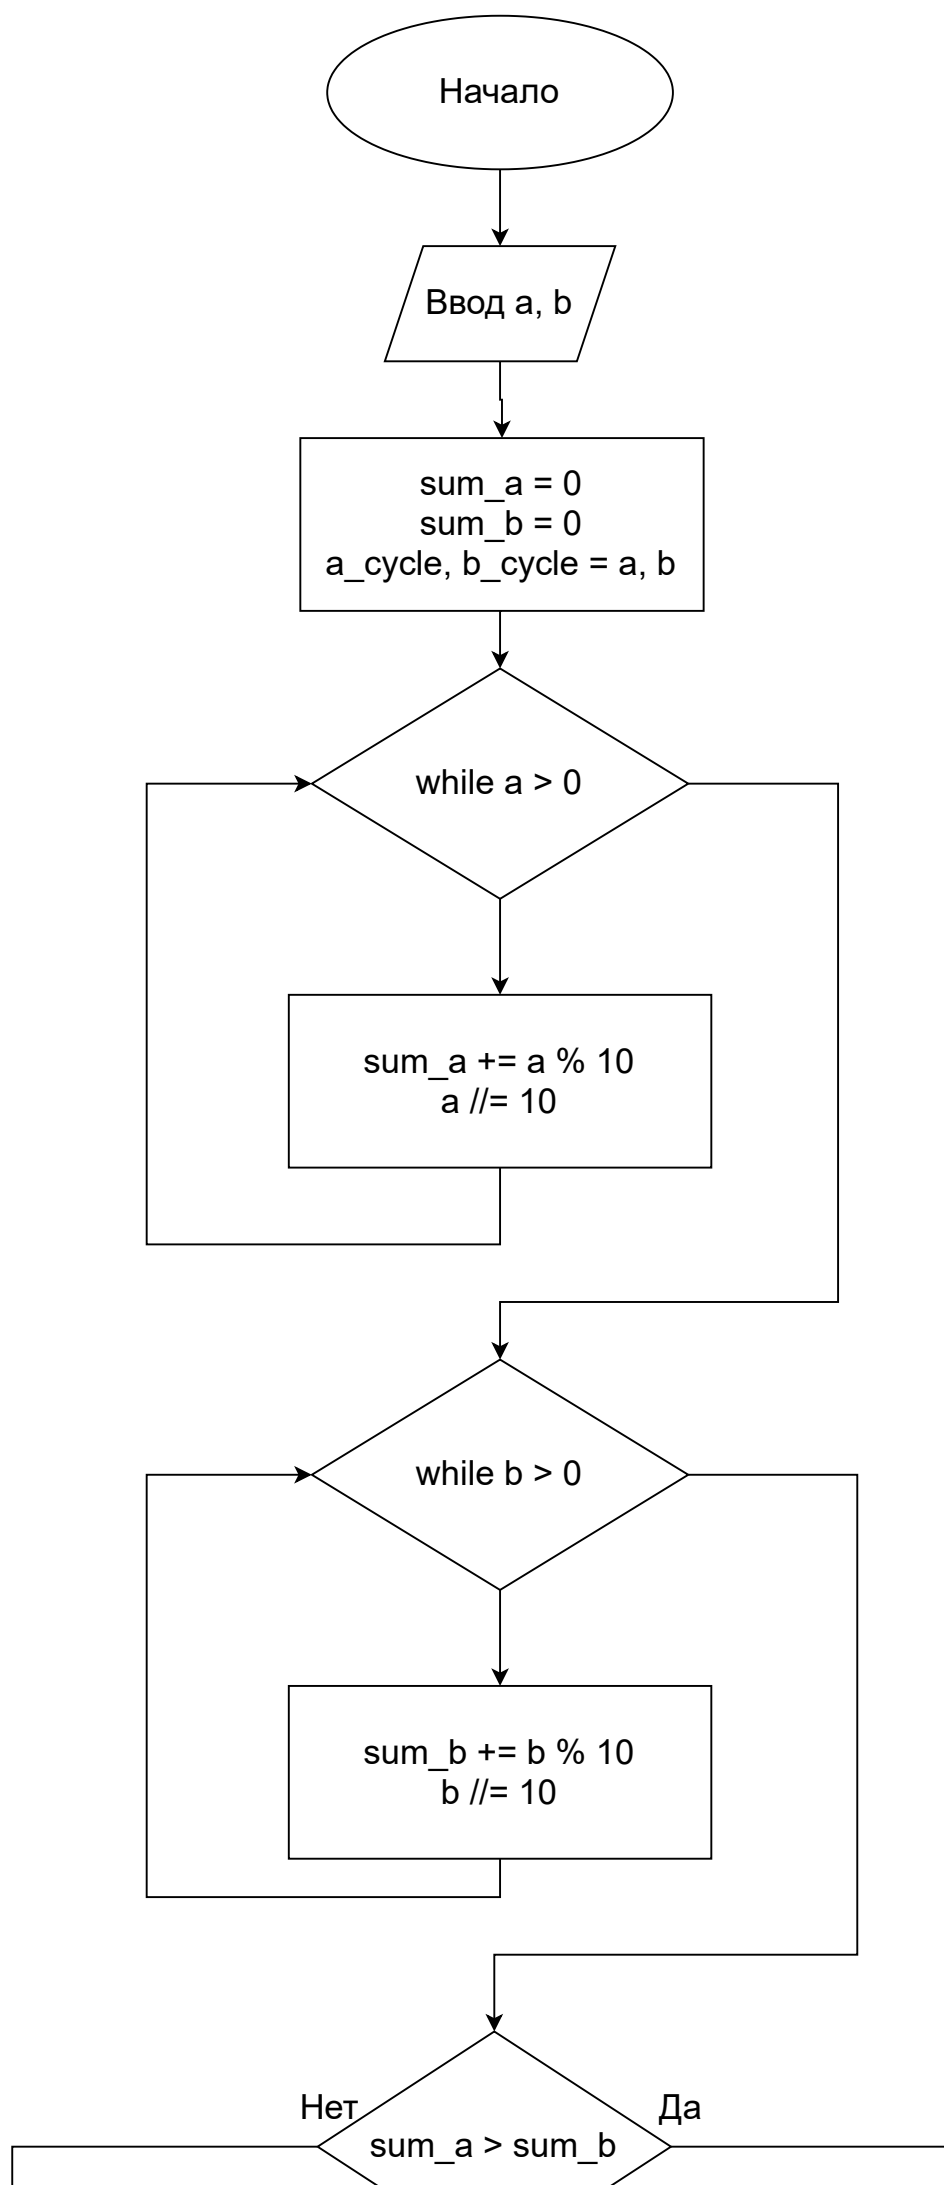 Начало
Ввод a, b
sum_a = 0
sum_b = 0
a_cycle, b_cycle = a, b
while a > 0
sum_a += a % 10
a //= 10
while b > 0
sum_b += b % 10
b //= 10
Нет
Да
sum_a > sum_b